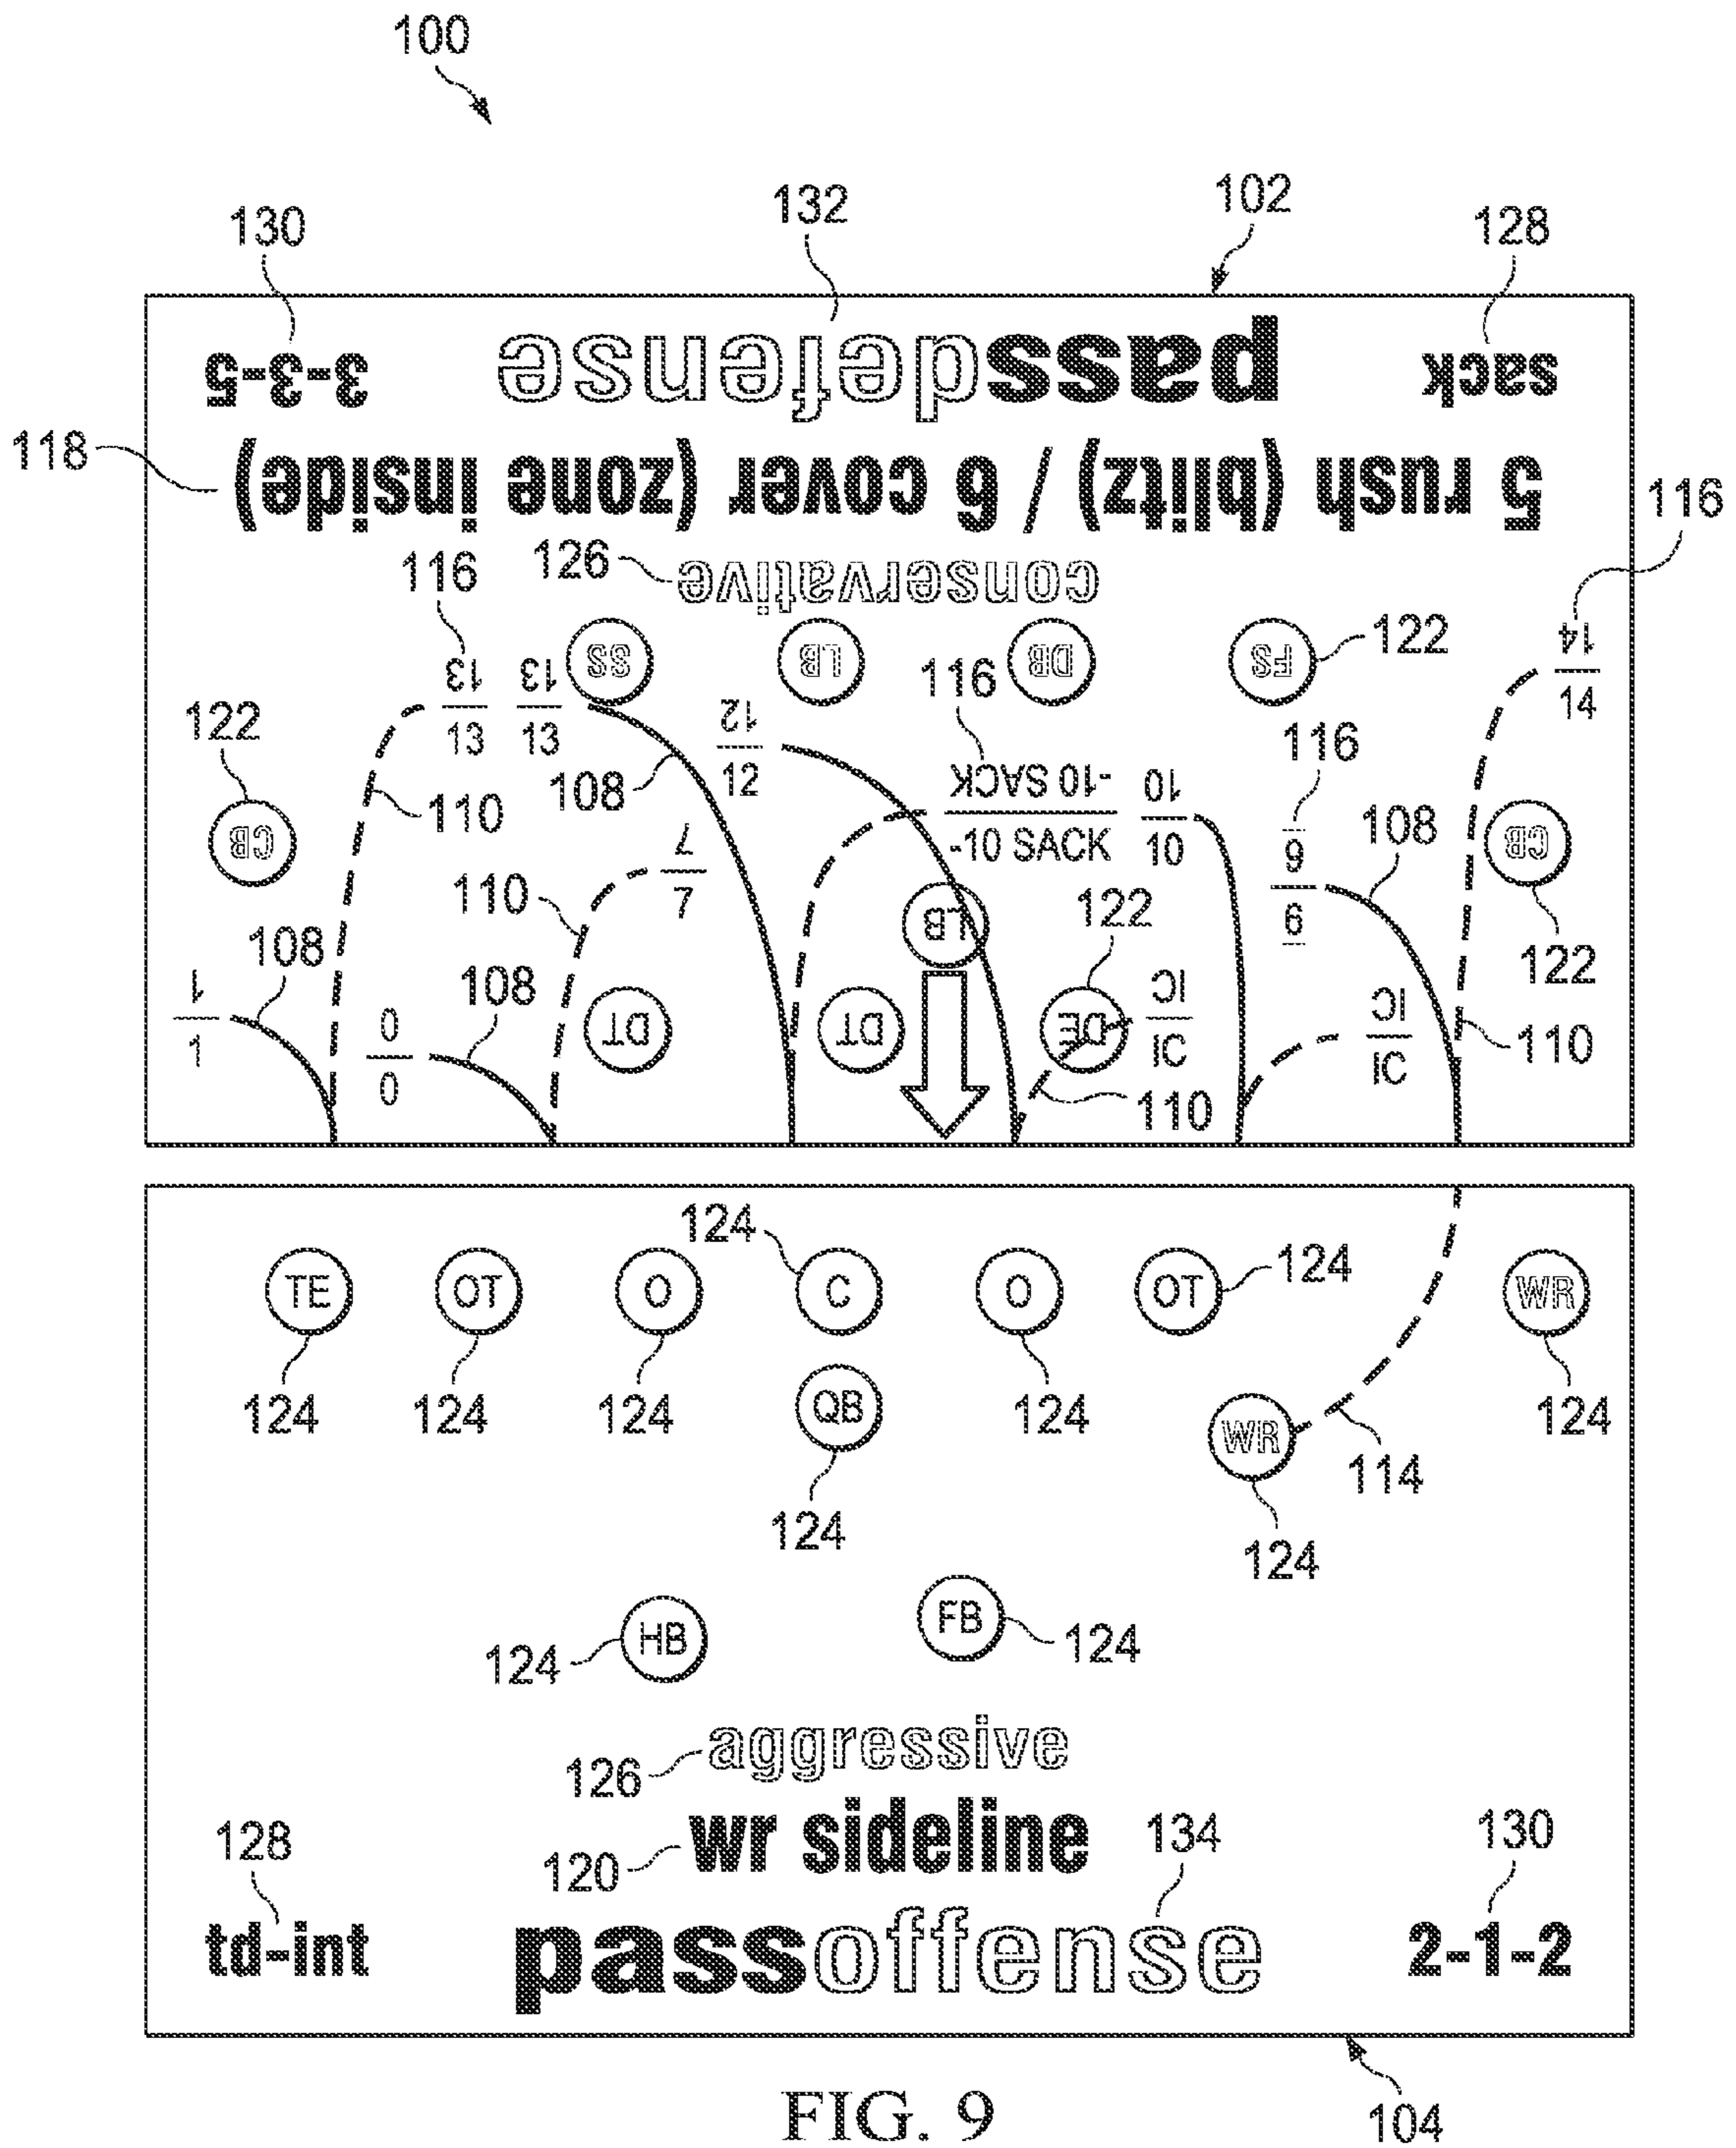 100
130 132 102 128
3-3-5 passdefense sack
118 5 rush (blitz) / 6 cover (zone inside) 116
116 126 conservative
13 13 SS LB 116 DB FS 122 14
13 13 14
122 12 116
12
CB 110 108 -10 SACK 10 9 108 CB
-10 SACK 10 9
110 7
7 LB 122 122
1 108 0 108 DT DT DE IC IC 110
1 0 IC IC
110
124
TE OT O C O OT 124 WR
124 124 124 QB 124 WR 114 124
124 124
124 HB FB 124
126 aggressive
120 wr sideline 134
128 130
td-int passoffense 2-1-2
104
FIG. 9